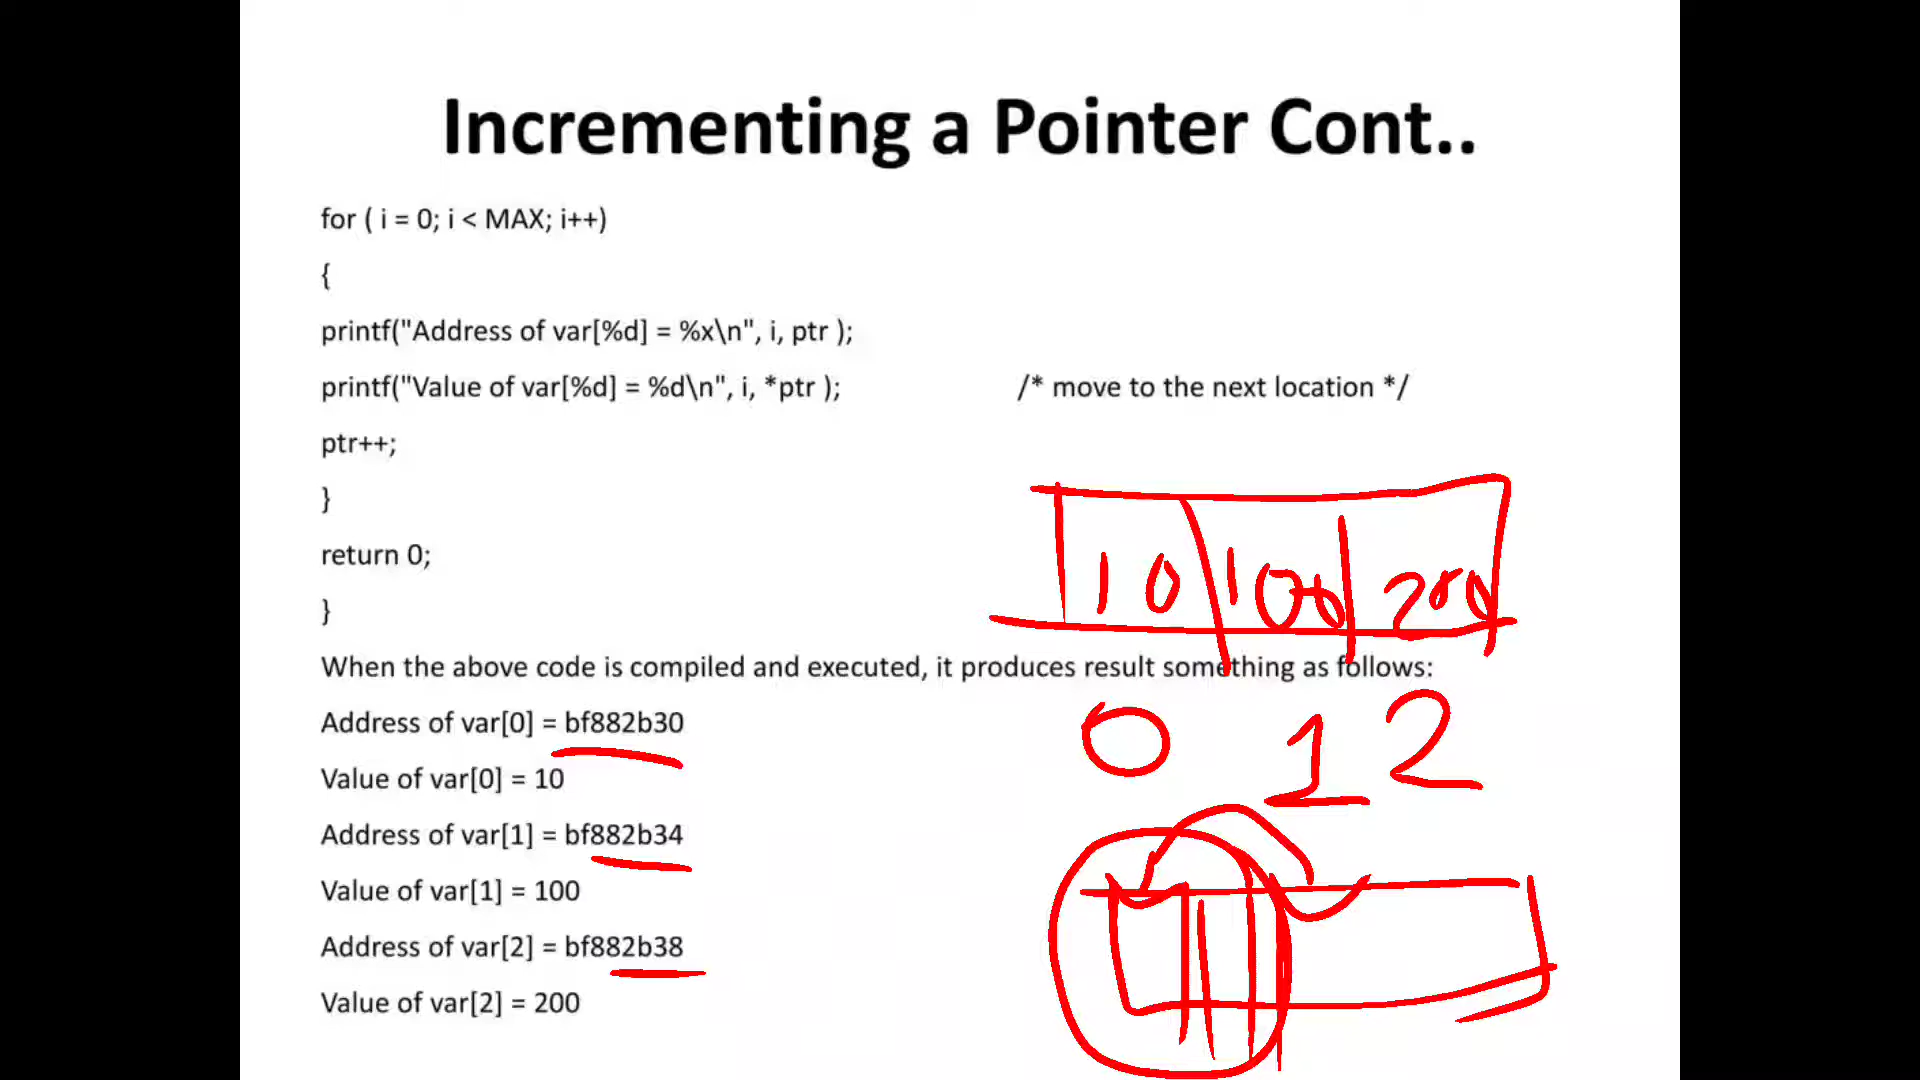 Incrementing a Pointer Cont..
for ( i = 0; i < MAX; i++)
{
printf("Address of var[%d] = %x\n", i, ptr );
printf("Value of var[%d] = %d\n", i, *ptr ); /* move to the next location */
ptr++;
}
return 0;
}
10 100 200
When the above code is compiled and executed, it produces result something as follows:
Address of var[0] = bf882b30
0 1 2
Value of var[0] = 10
Address of var[1] = bf882b34
Value of var[1] = 100
Address of var[2] = bf882b38
Value of var[2] = 200